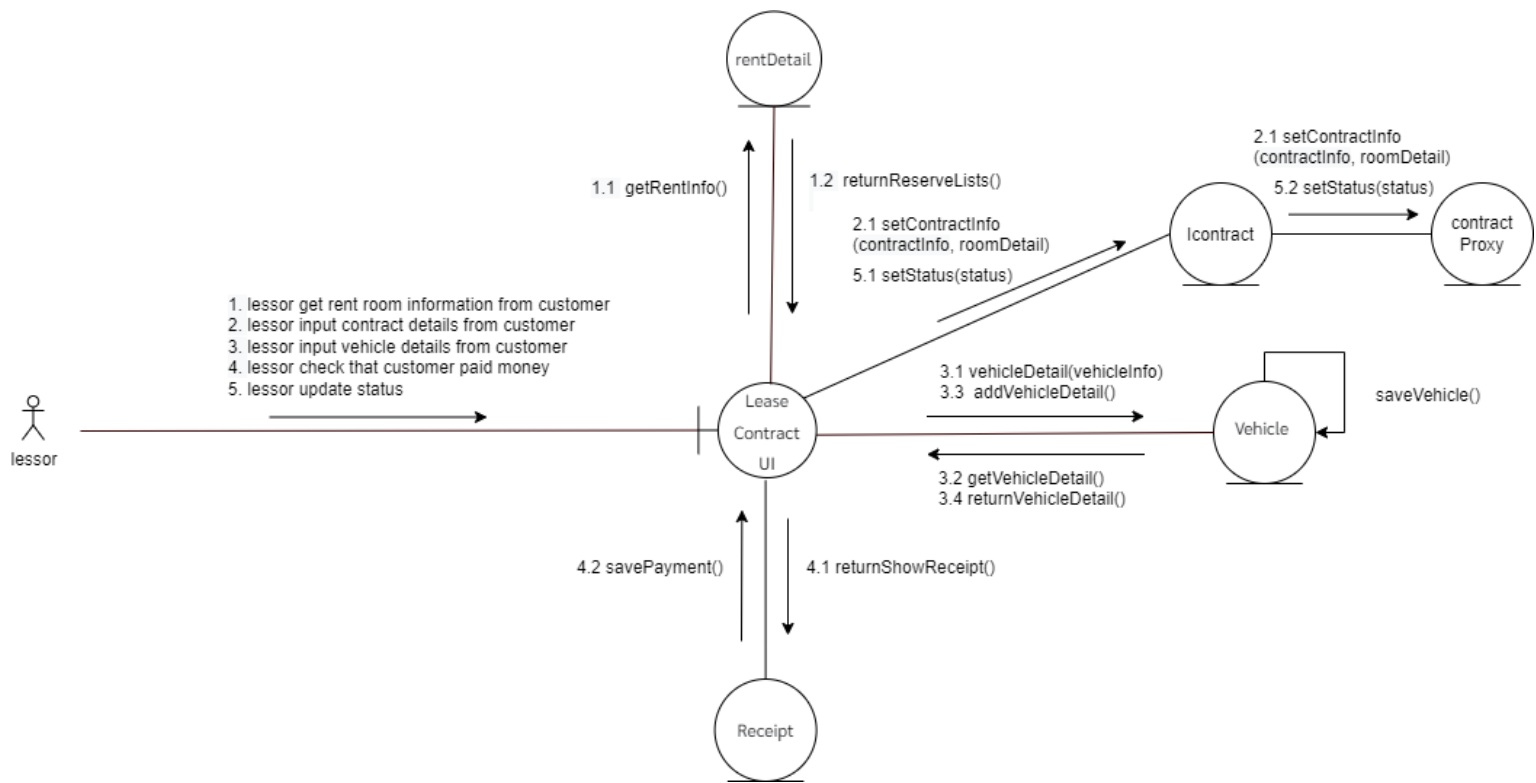 rentDetail
1.1 getRentInfo()
1.2 returnReserveLists()
2.1 setContractInfo
(contractInfo, roomDetail)
5.1 setStatus(status)
2.1 setContractInfo
(contractInfo, roomDetail)
5.2 setStatus(status)
Icontract
contract
Proxy
1. lessor get rent room information from customer
2. lessor input contract details from customer
3. lessor input vehicle details from customer
4. lessor check that customer paid money
5. lessor update status
lessor
Lease
Contract
UI
3.1 vehicleDetail(vehicleInfo)
3.3 addVehicleDetail()
Vehicle
saveVehicle()
3.2 getVehicleDetail()
3.4 returnVehicleDetail()
4.2 savePayment()
4.1 returnShowReceipt()
Receipt